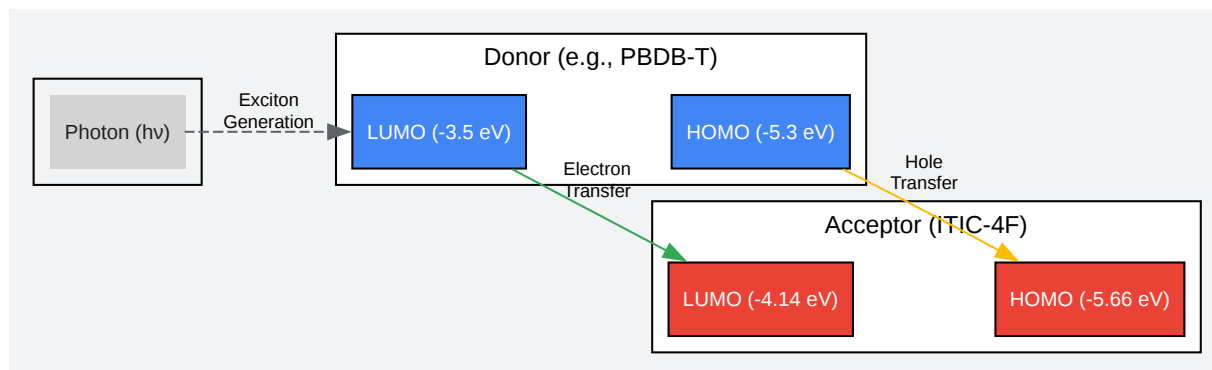 Donor (e.g., PBDB-T)
Photon (hν)
Exciton
Generation
LUMO (-3.5 eV)
HOMO (-5.3 eV)
Electron
Transfer
Hole
Transfer
Acceptor (ITIC-4F)
LUMO (-4.14 eV)
HOMO (-5.66 eV)